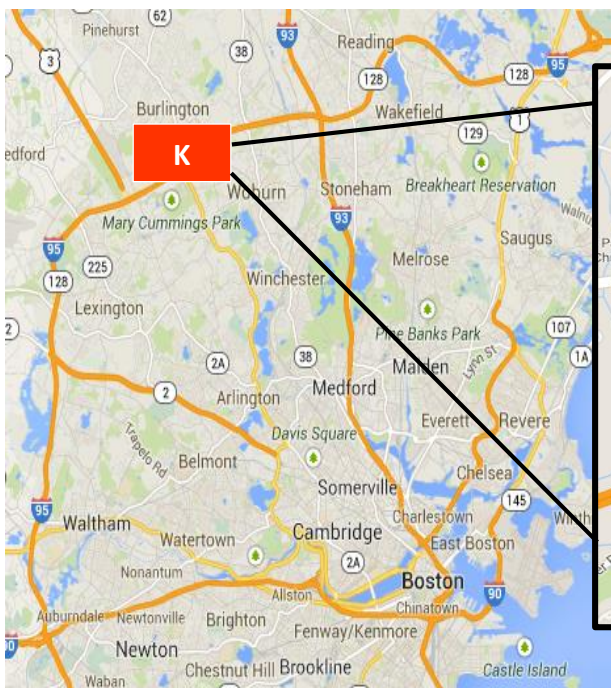 62
Pinehurst
93
38
Reading
3
128
95
128
Burlington
Wakefield
1
129
edford
K
Woburn
Stoneham
Breakheart Reservation
Walnu
Mary Cummings Park
93
Saugus
95
Melrose
225
Winchester
128
Lexington
Pine Banks Park
107
2
2A
38
Malden
Lynn St
1A
2
Arlington
Medford
Everett
Revere
Davis Square
Trapelo Rd
Belmont
Chelsea
Somerville
145
95
Charlestown
Winth
Waltham
Watertown
Cambridge
East Boston
2A
Nonantum
Boston
90
Allston
Chinatown
Auburndale
Newtonville
Brighton
Fenway/Kenmore
Newton
Castle Island
Chestnut Hill
Brookline
Waban